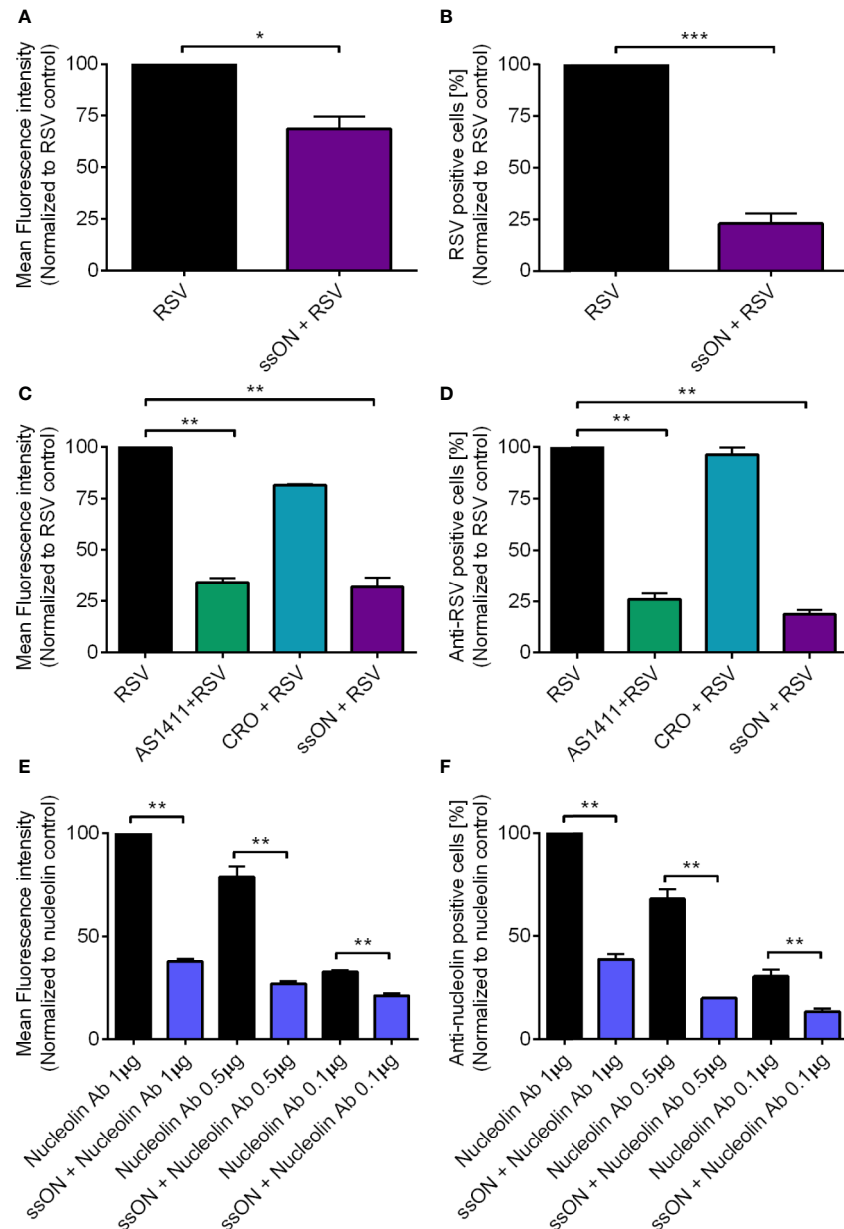 A
*
Mean Fluorescence intensity
(Normalized to RSV control)
100
75
50
25
0
RSV
ssON + RSV
B
***
RSV positive cells [%]
(Normalized to RSV control)
100
75
50
25
0
RSV
ssON + RSV
C
**
**
Mean Fluorescence intensity
(Normalized to RSV control)
100
75
50
25
0
RSV
AS1411+RSV
CRO + RSV
ssON + RSV
D
**
**
Anti-RSV positive cells [%]
(Normalized to RSV control)
100
75
50
25
0
RSV
AS1411+RSV
CRO + RSV
ssON + RSV
E
**
**
**
Mean Fluorescence intensity
(Normalized to nucleolin control)
100
50
0
Nucleolin Ab 1µg
ssON + Nucleolin Ab 1µg
Nucleolin Ab 0.5µg
ssON + Nucleolin Ab 0.5µg
Nucleolin Ab 0.1µg
ssON + Nucleolin Ab 0.1µg
F
**
**
**
Anti-nucleolin positive cells [%]
(Normalized to nucleolin control)
100
50
0
Nucleolin Ab 1µg
ssON + Nucleolin Ab 1µg
Nucleolin Ab 0.5µg
ssON + Nucleolin Ab 0.5µg
Nucleolin Ab 0.1µg
ssON + Nucleolin Ab 0.1µg